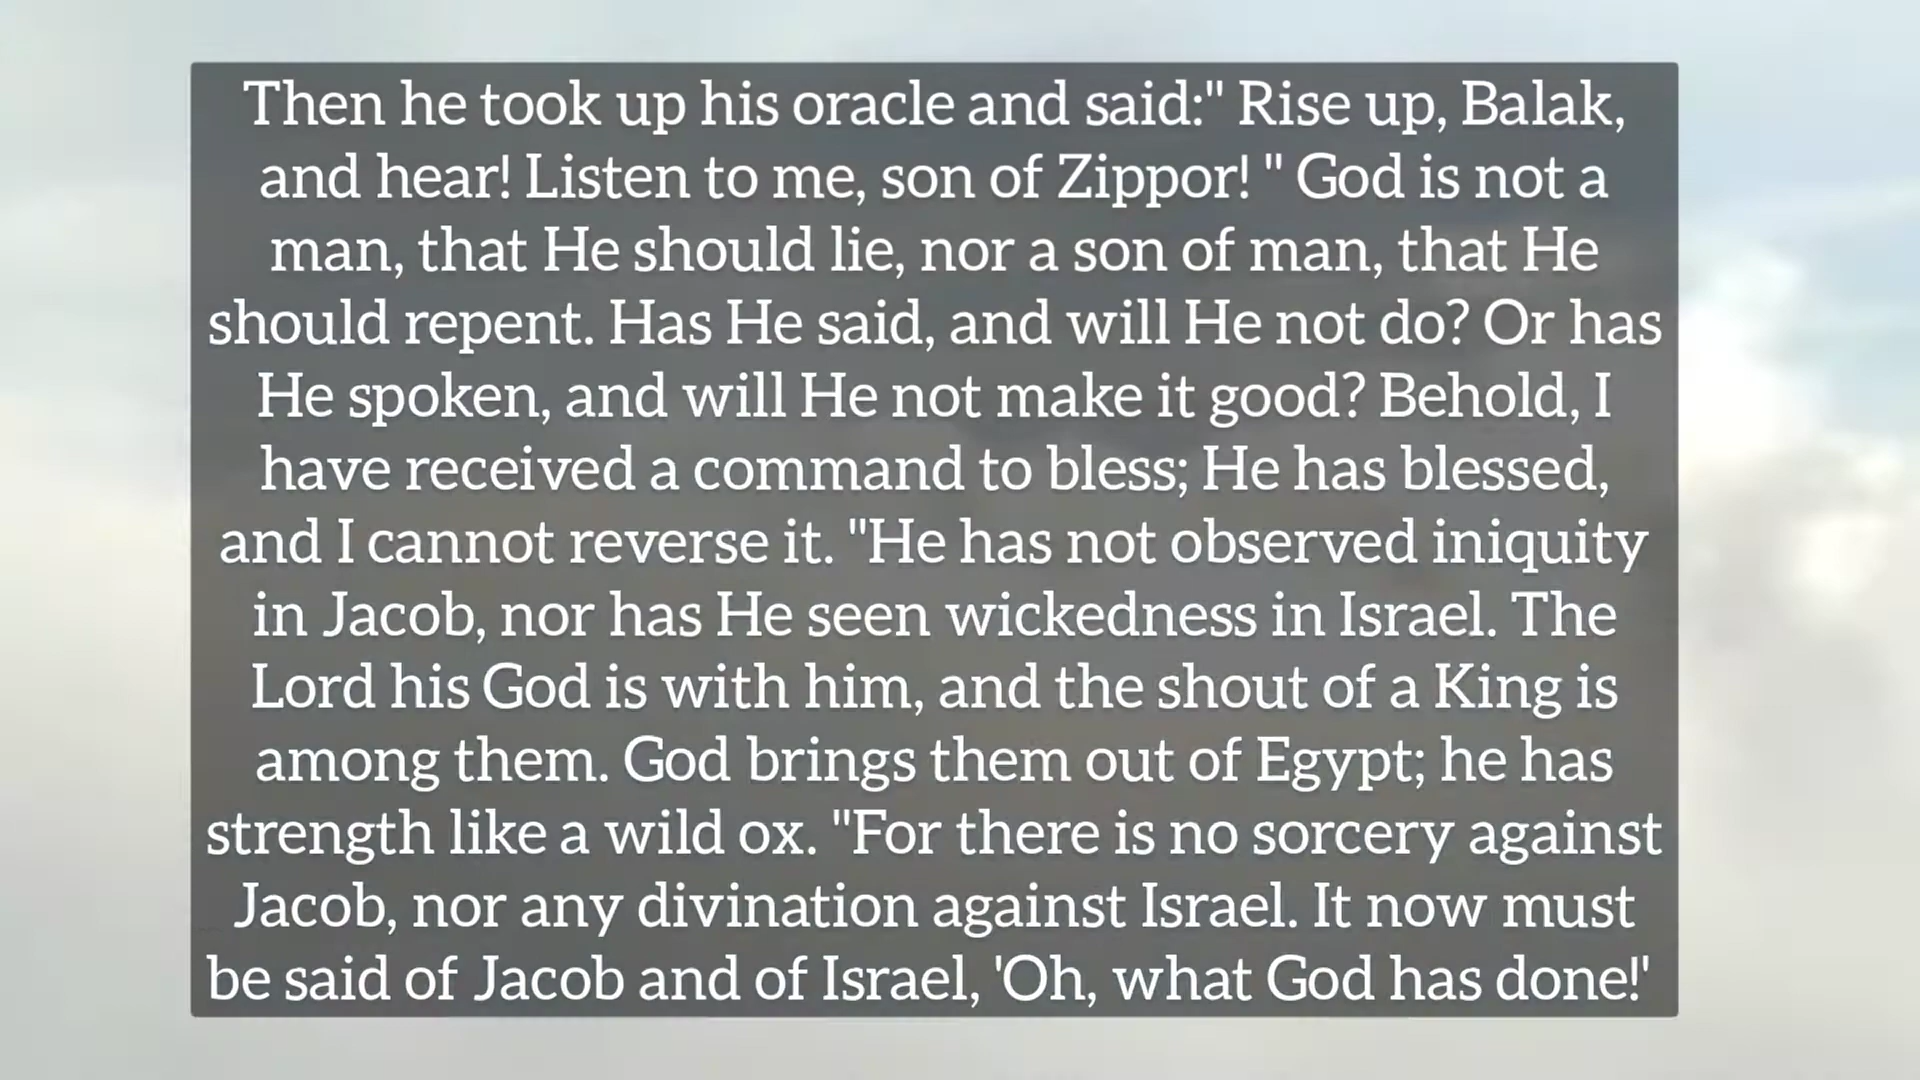 Then he took up his oracle and said:" Rise up, Balak,
and hear! Listen to me, son of Zippor! " God is not a
man, that He should lie, nor a son of man, that He
should repent. Has He said, and will He not do? Or has
He spoken, and will He not make it good? Behold, I
have received a command to bless; He has blessed,
and I cannot reverse it. "He has not observed iniquity
in Jacob, nor has He seen wickedness in Israel. The
Lord his God is with him, and the shout of a King is
among them. God brings them out of Egypt; he has
strength like a wild ox. "For there is no sorcery against
Jacob, nor any divination against Israel. It now must
be said of Jacob and of Israel, 'Oh, what God has done!'